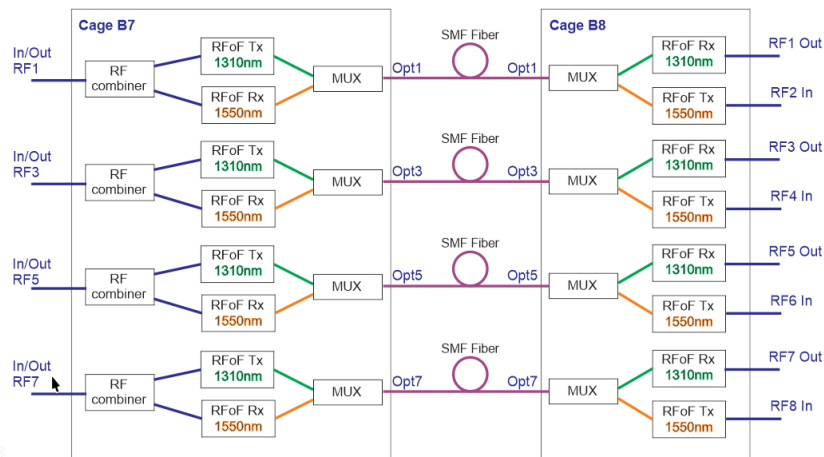 Cage B7
Cage B8
In/Out
RF1
RF
combiner
RFoF Tx
1310nm
RFoF Rx
1550nm
MUX
Opt1
SMF Fiber
Opt1
MUX
RFoF Rx
1310nm
RFoF Tx
1550nm
RF1 Out
RF2 In
In/Out
RF3
RF
combiner
RFoF Tx
1310nm
RFoF Rx
1550nm
MUX
Opt3
SMF Fiber
Opt3
MUX
RFoF Rx
1310nm
RFoF Tx
1550nm
RF3 Out
RF4 In
In/Out
RF5
RF
combiner
RFoF Tx
1310nm
RFoF Rx
1550nm
MUX
Opt5
SMF Fiber
Opt5
MUX
RFoF Rx
1310nm
RFoF Tx
1550nm
RF5 Out
RF6 In
In/Out
RF7
RF
combiner
RFoF Tx
1310nm
RFoF Rx
1550nm
MUX
Opt7
SMF Fiber
Opt7
MUX
RFoF Rx
1310nm
RFoF Tx
1550nm
RF7 Out
RF8 In